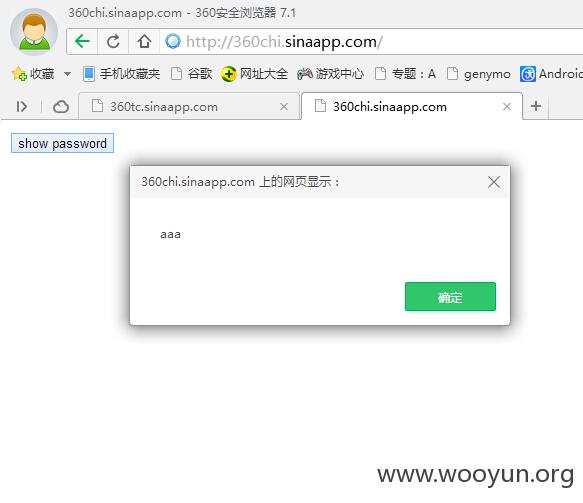 360chi.sinaapp.com - 360安全浏览器 7.1
http://360chi.sinaapp.com/
收藏 手机收藏夹 谷歌 网址大全 游戏中心 专题：A genymo Android
360tc.sinaapp.com 360chi.sinaapp.com
show password
360chi.sinaapp.com 上的网页显示：
aaa
确定
www.wooyun.org